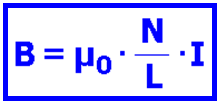 B = μ₀ · N/L · I